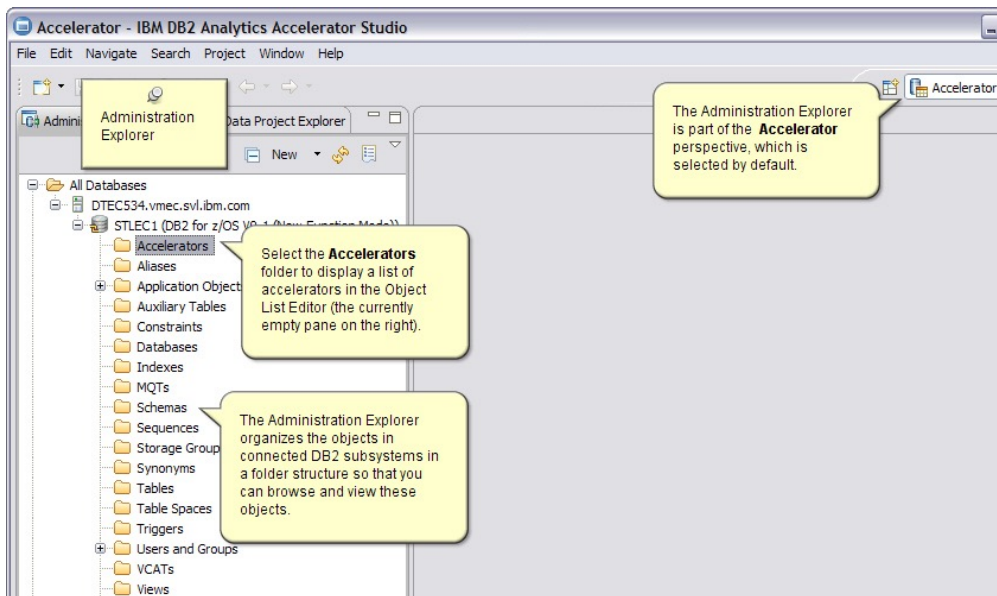 Accelerator - IBM DB2 Analytics Accelerator Studio
File Edit Navigate Search Project Window Help
Accelerator
Administration
Explorer
The Administration Explorer
is part of the Accelerator
perspective, which is
selected by default.
Admini
Data Project Explorer
New
All Databases
DTEC534.vmec.svl.ibm.com
STLEC1 (DB2 for z/OS
Accelerators
Aliases
Application Object
Auxiliary Tables
Constraints
Databases
Indexes
MQTs
Schemas
Sequences
Storage Group
Synonyms
Tables
Table Spaces
Triggers
Users and Groups
VCATs
Views
Select the Accelerators
folder to display a list of
accelerators in the Object
List Editor (the currently
empty pane on the right).
The Administration Explorer
organizes the objects in
connected DB2 subsystems in
a folder structure so that you
can browse and view these
objects.